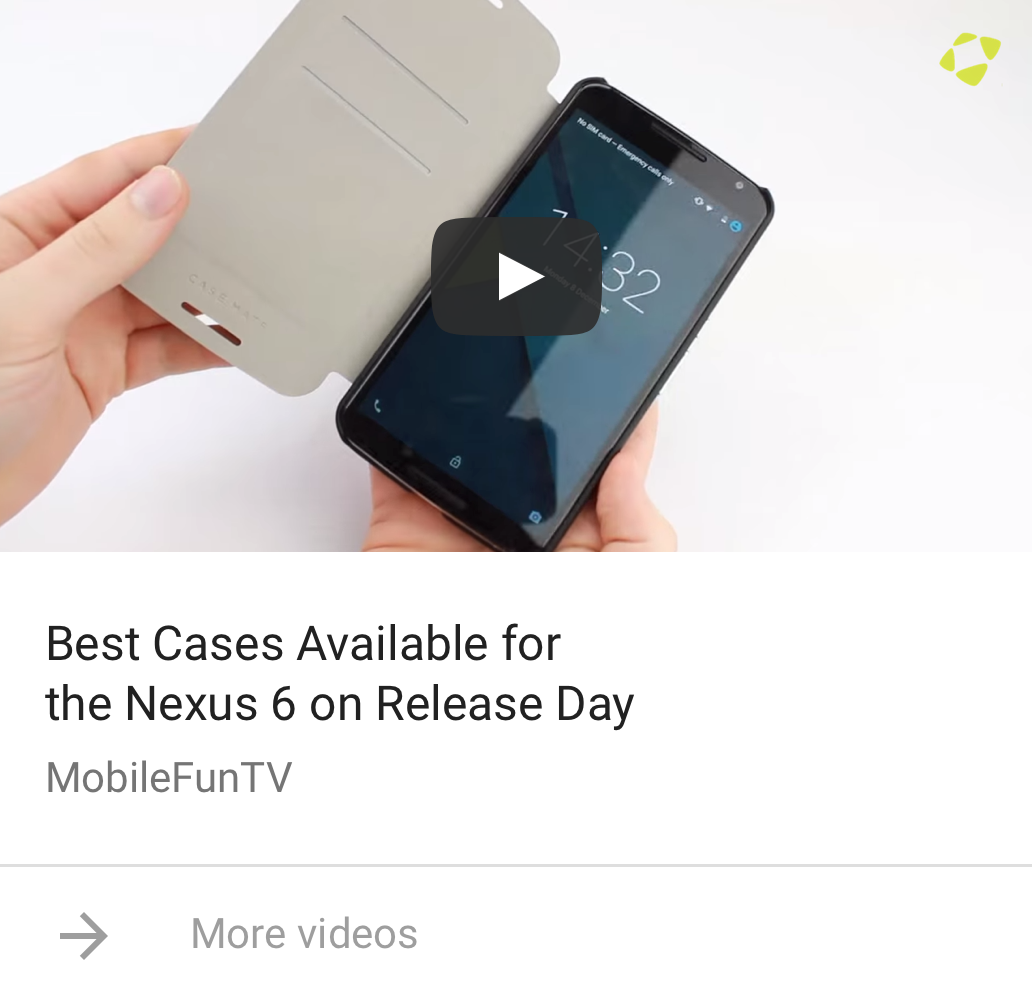 No SIM card — Emergency calls only
14:32
CASE-MATE
Best Cases Available for
the Nexus 6 on Release Day
MobileFunTV
More videos